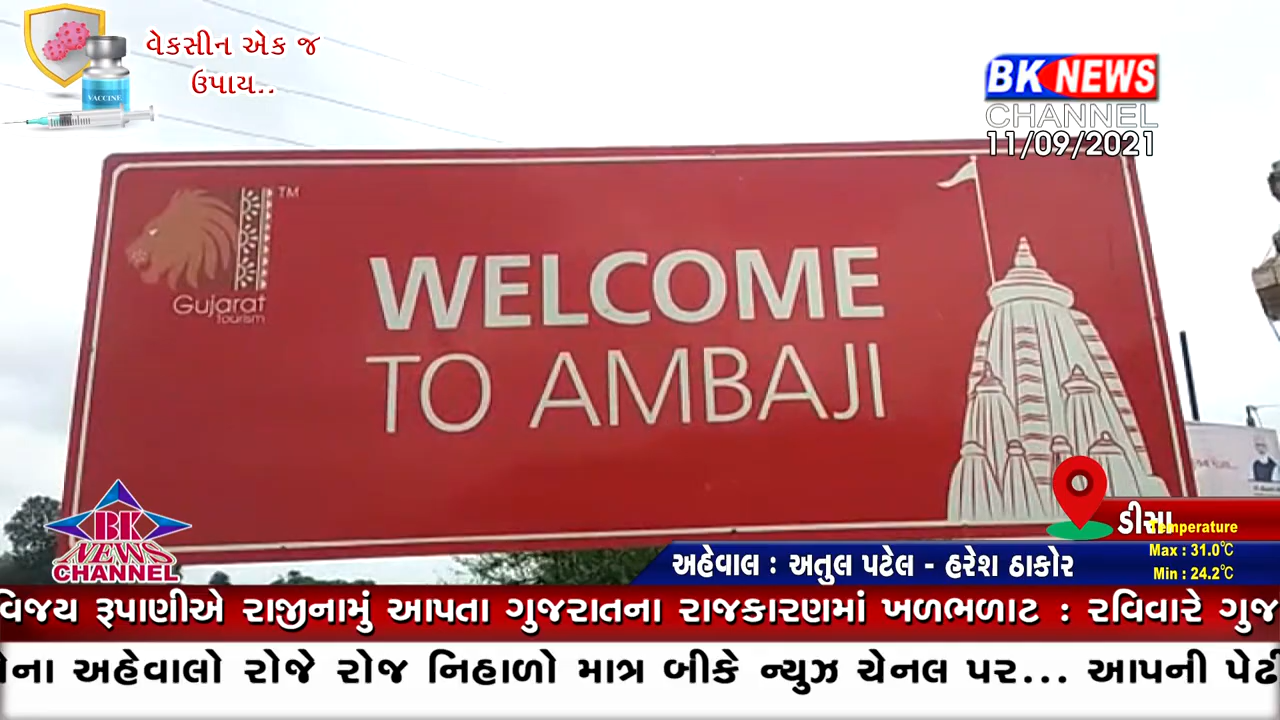 વેકસીન એક જ
ઉપાય..
VACCINE
BK NEWS
CHANNEL
11/09/2021
TM
Gujarat
tourism
WELCOME
TO AMBAJI
BK
NEWS
CHANNEL
ડીસા
Temperature
Max : 31.0℃
Min : 24.2℃
અહેવાલ : અતુલ પટેલ - હરેશ ઠાકોર
વિજય રૂપાણીએ રાજીનામું આપતા ગુજરાતના રાજકારણમાં ખળભળાટ : રવિવારે ગુજ
ના અહેવાલો રોજે રોજ નિહાળો માત્ર બીકે ન્યુઝ ચેનલ પર... આપની પેઢી